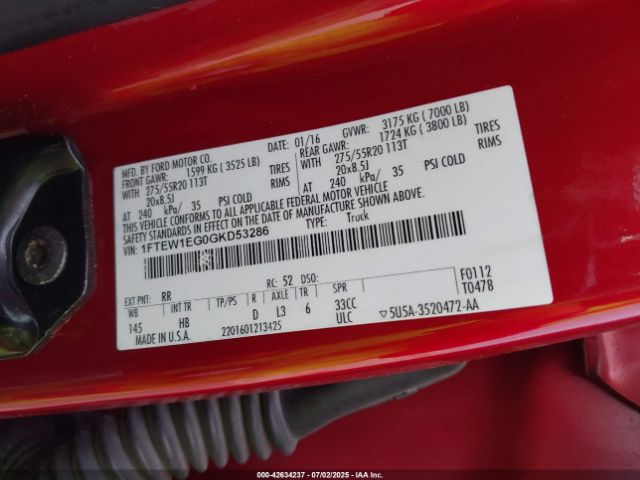 MFD. BY FORD MOTOR CO. DATE: 01/16 GVWR: 3175 KG ( 7000 LB)
FRONT GAWR: 1599 KG ( 3525 LB) REAR GAWR: 1724 KG ( 3800 LB)
WITH 275/55R20 113T TIRES WITH 275/55R20 113T TIRES
20x8.5J RIMS 20x8.5J RIMS
AT 240 kPa/ 35 PSI COLD AT 240 kPa/ 35 PSI COLD
THIS VEHICLE CONFORMS TO ALL APPLICABLE FEDERAL MOTOR VEHICLE
SAFETY STANDARDS IN EFFECT ON THE DATE OF MANUFACTURE SHOWN ABOVE.
VIN: 1FTEW1EG0GKD53286 TYPE: Truck
F0112
T0478
EXT PNT: RR RC: 52 DSO:
WB INT TR TP/PS R AXLE TR SPR
145 HB D L3 6 33CC
MADE IN U.S.A. 2201601213425 ULC 5U5A-3520472-AA
000-42634237 - 07/02/2025 - IAA Inc.